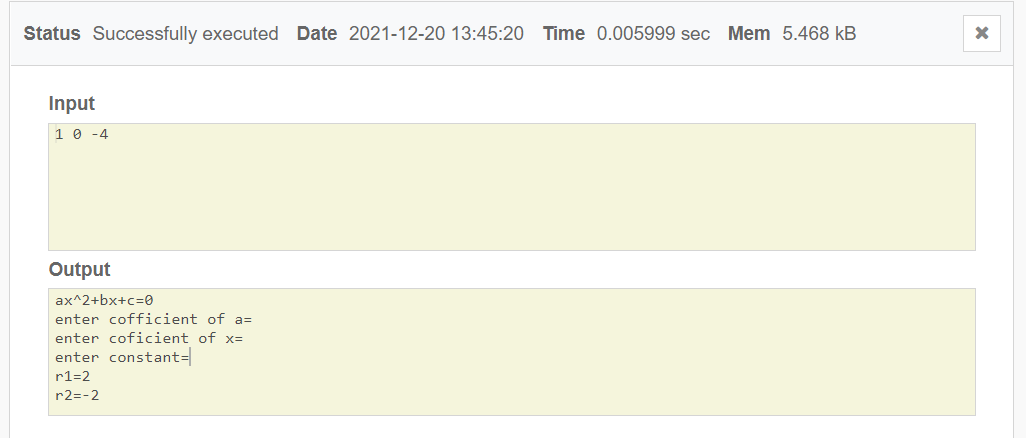 Status Successfully executed Date 2021-12-20 13:45:20 Time 0.005999 sec Mem 5.468 kB ✖
Input
1 0 -4
Output
ax^2+bx+c=0
enter cofficient of a=
enter coficient of x=
enter constant=
r1=2
r2=-2